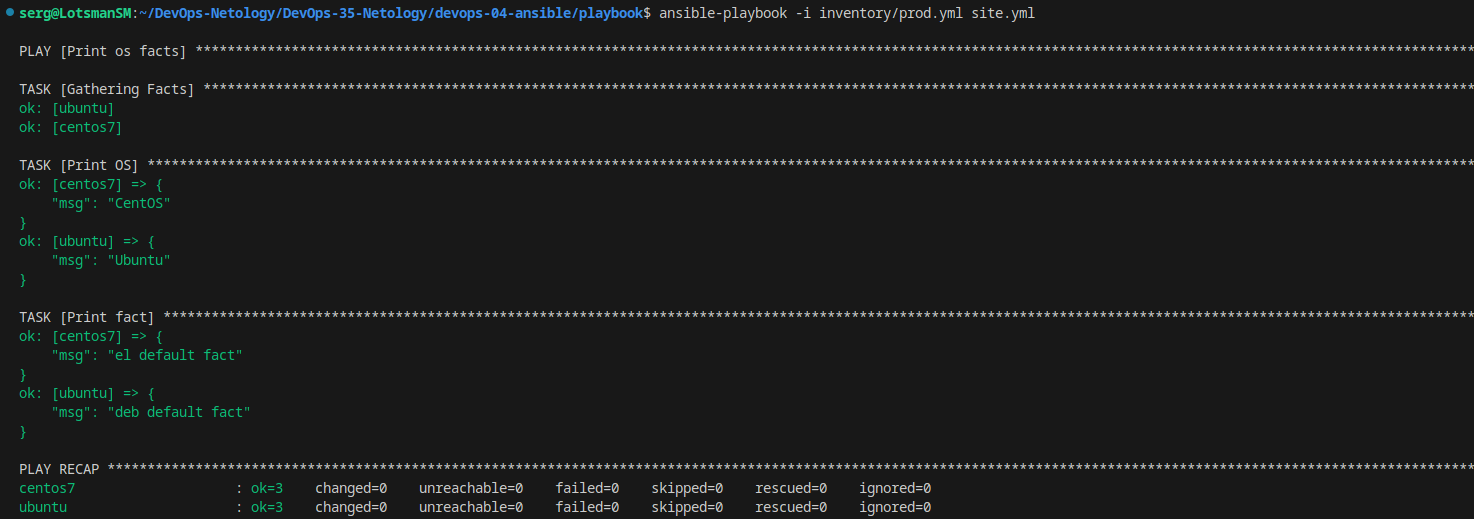 serg@LotsmanSM:~/DevOps-Netology/DevOps-35-Netology/devops-04-ansible/playbook$ ansible-playbook -i inventory/prod.yml site.yml
PLAY [Print os facts] ****************************************************************************************************************************************************************
TASK [Gathering Facts] ***************************************************************************************************************************************************************
ok: [ubuntu]
ok: [centos7]
TASK [Print OS] **********************************************************************************************************************************************************************
ok: [centos7] => {
    "msg": "CentOS"
}
ok: [ubuntu] => {
    "msg": "Ubuntu"
}
TASK [Print fact] ********************************************************************************************************************************************************************
ok: [centos7] => {
    "msg": "el default fact"
}
ok: [ubuntu] => {
    "msg": "deb default fact"
}
PLAY RECAP ***************************************************************************************************************************************************************************
centos7                    : ok=3    changed=0    unreachable=0    failed=0    skipped=0    rescued=0    ignored=0
ubuntu                     : ok=3    changed=0    unreachable=0    failed=0    skipped=0    rescued=0    ignored=0